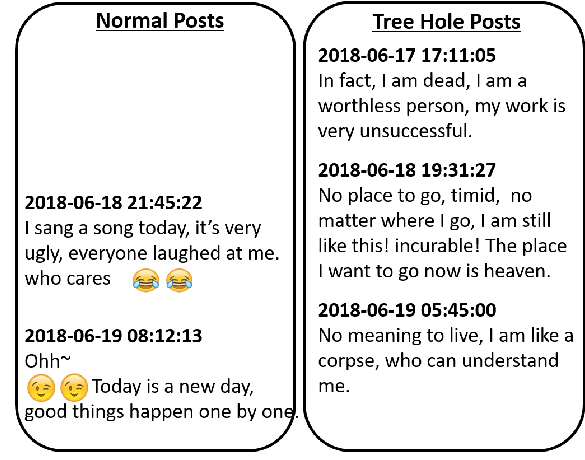 Normal Posts
2018-06-18 21:45:22
I sang a song today, it's very
ugly, everyone laughed at me.
who cares 😂 😂
2018-06-19 08:12:13
Ohh~
😉 😉 Today is a new day,
good things happen one by one.
Tree Hole Posts
2018-06-17 17:11:05
In fact, I am dead, I am a
worthless person, my work is
very unsuccessful.
2018-06-18 19:31:27
No place to go, timid, no
matter where I go, I am still
like this! incurable! The place
I want to go now is heaven.
2018-06-19 05:45:00
No meaning to live, I am like a
corpse, who can understand
me.